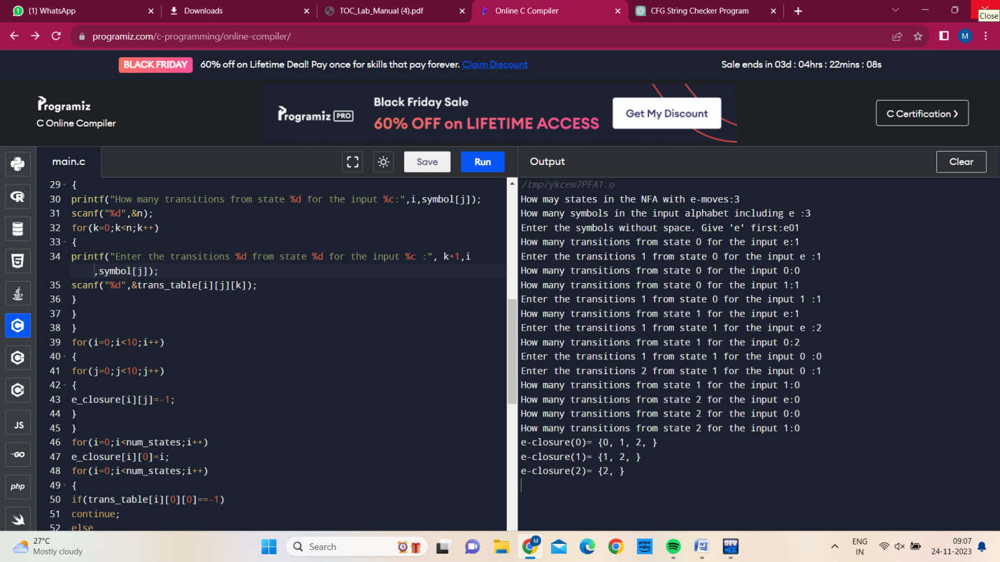 (1) WhatsApp
Downloads
TOC_Lab_Manual (4).pdf
Online C Compiler
CFG String Checker Program
Close
programiz.com/c-programming/online-compiler/
M
BLACK FRIDAY 60% off on Lifetime Deal! Pay once for skills that pay forever. Claim Discount
Sale ends in 03d : 04hrs : 22mins : 08s
Programiz
C Online Compiler
Programiz PRO
Black Friday Sale
60% OFF on LIFETIME ACCESS
Get My Discount
C Certification
main.c
Save
Run
29 {
30 printf("How many transitions from state %d for the input %c:",i,symbol[j]);
31 scanf("%d",&n);
32 for(k=0;k<n;k++)
33 {
34 printf("Enter the transitions %d from state %d for the input %c :", k+1,i
,symbol[j]);
35 scanf("%d",&trans_table[i][j][k]);
36 }
37 }
38 }
39 for(i=0;i<10;i++)
40 {
41 for(j=0;j<10;j++)
42 {
43 e_closure[i][j]=-1;
44 }
45 }
46 for(i=0;i<num_states;i++)
47 e_closure[i][0]=i;
48 for(i=0;i<num_states;i++)
49 {
50 if(trans_table[i][0][0]==-1)
51 continue;
52 else
Output
Clear
/tmp/ykcew7PFA1.o
How may states in the NFA with e-moves:3
How many symbols in the input alphabet including e :3
Enter the symbols without space. Give 'e' first:e01
How many transitions from state 0 for the input e:1
Enter the transitions 1 from state 0 for the input e :1
How many transitions from state 0 for the input 0:0
How many transitions from state 0 for the input 1:1
Enter the transitions 1 from state 0 for the input 1 :1
How many transitions from state 1 for the input e:1
Enter the transitions 1 from state 1 for the input e :2
How many transitions from state 1 for the input 0:2
Enter the transitions 1 from state 1 for the input 0 :0
Enter the transitions 2 from state 1 for the input 0 :1
How many transitions from state 1 for the input 1:0
How many transitions from state 2 for the input e:0
How many transitions from state 2 for the input 0:0
How many transitions from state 2 for the input 1:0
e-closure(0)= {0, 1, 2, }
e-closure(1)= {1, 2, }
e-closure(2)= {2, }
JS
GO
php
27°C
Mostly cloudy
Search
M
prime video
W
DEV
ENG
IN
09:07
24-11-2023